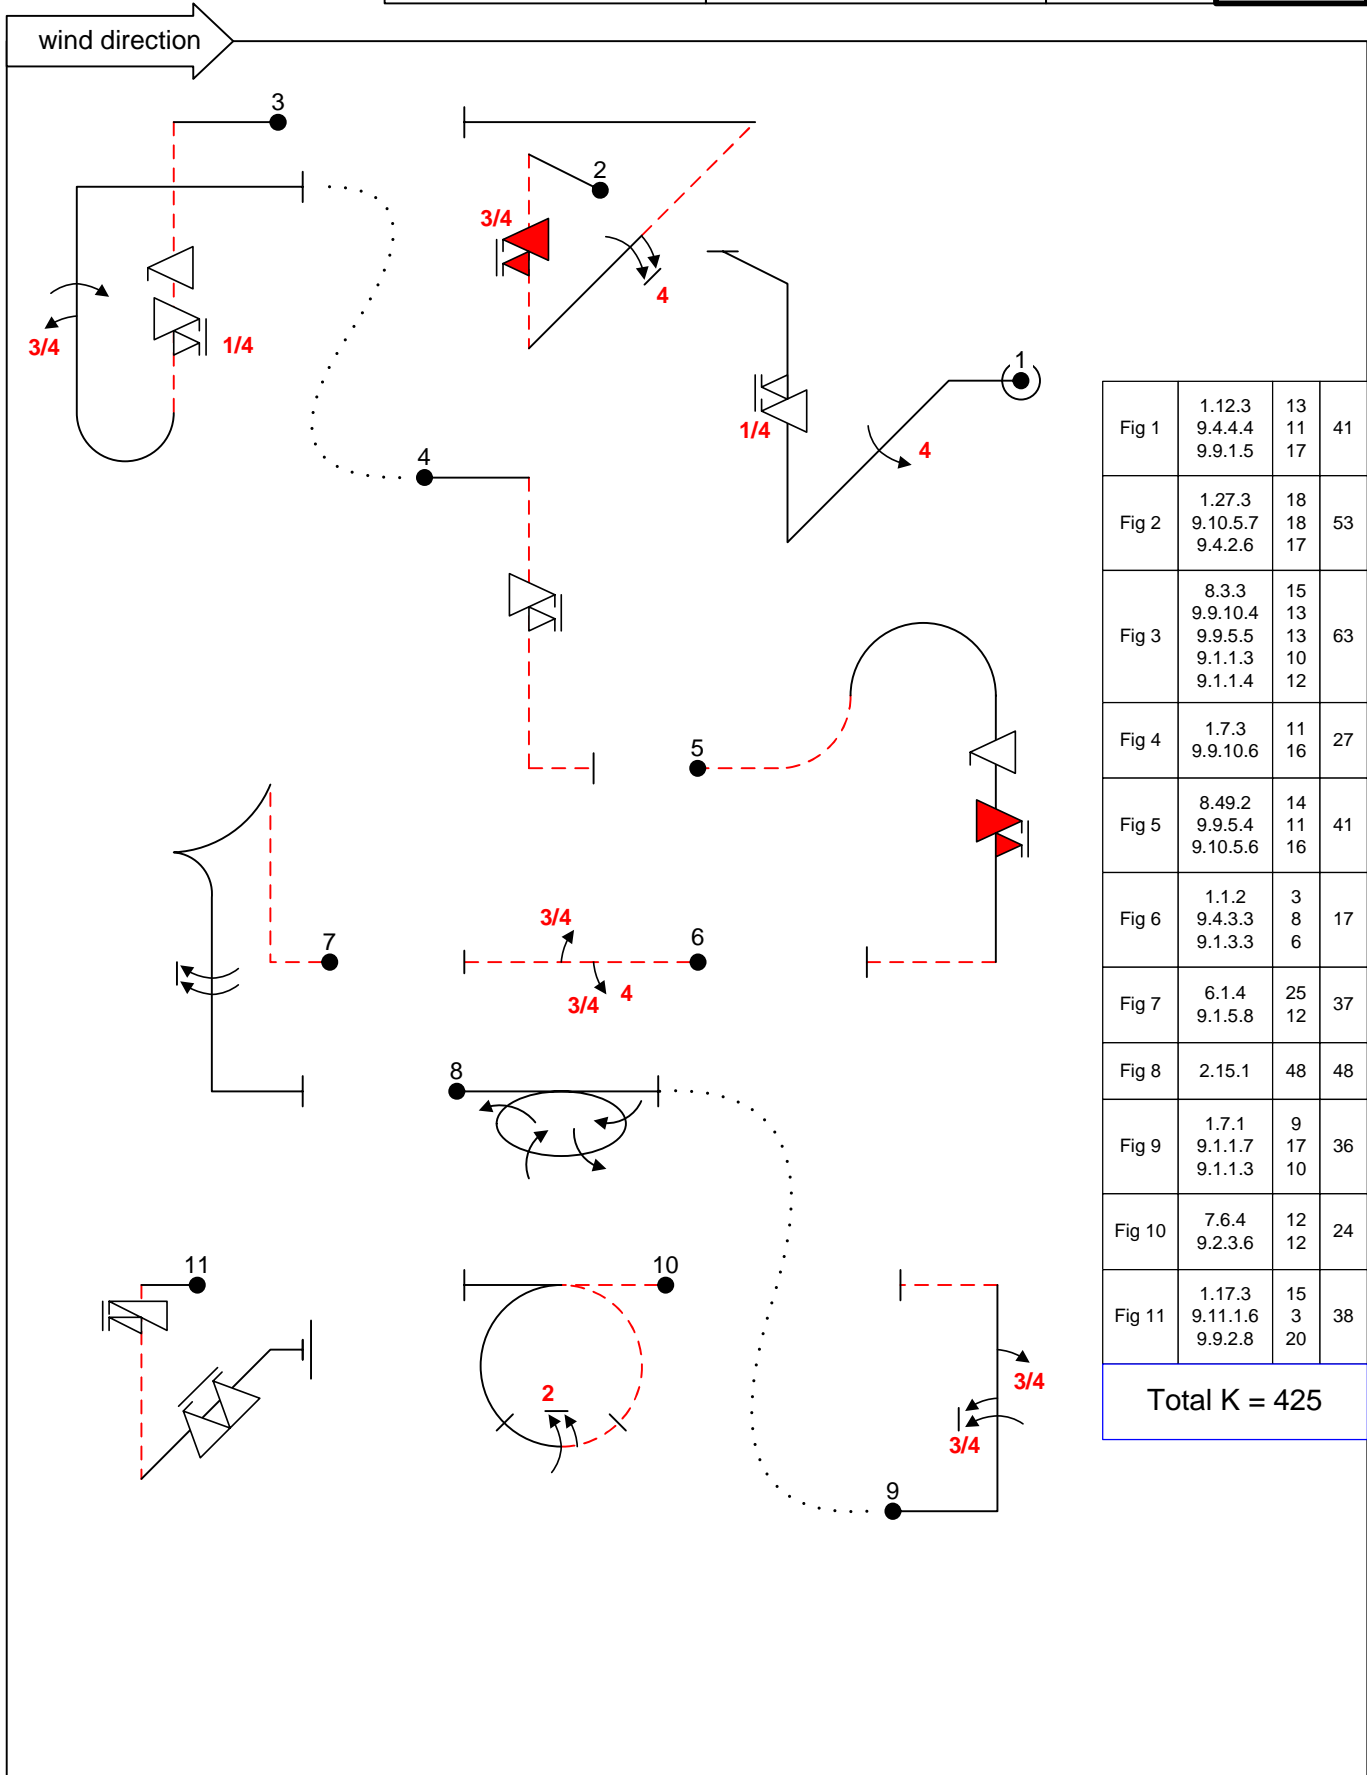 wind direction
3
2
3/4
4
1
3/4
1/4
1/4
4
4
5
7
3/4
6
3/4
4
8
11
10
2
3/4
3/4
9
Fig 1
1.12.3 13
9.4.4.4 11 41
9.9.1.5 17
Fig 2
1.27.3 18
9.10.5.7 18 53
9.4.2.6 17
Fig 3
8.3.3 15
9.9.10.4 13
9.9.5.5 13 63
9.1.1.3 10
9.1.1.4 12
Fig 4
1.7.3 11 27
9.9.10.6 16
Fig 5
8.49.2 14
9.9.5.4 11 41
9.10.5.6 16
Fig 6
1.1.2 3
9.4.3.3 8 17
9.1.3.3 6
Fig 7
6.1.4 25 37
9.1.5.8 12
Fig 8 2.15.1 48 48
Fig 9
1.7.1 9
9.1.1.7 17 36
9.1.1.3 10
Fig 10
7.6.4 12 24
9.2.3.6 12
Fig 11
1.17.3 15
9.11.1.6 3 38
9.9.2.8 20
Total K = 425